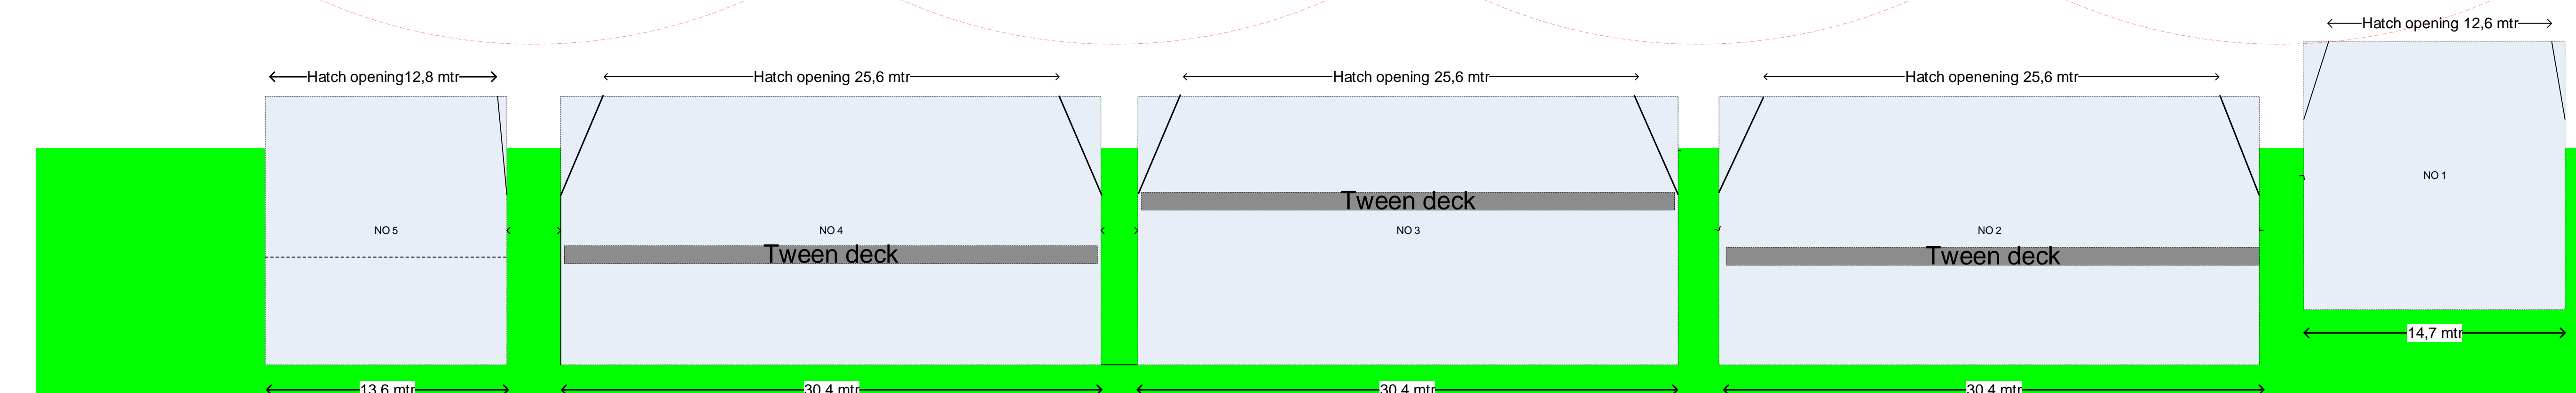 Hatch opening 12,6 mtr
Hatch opening12,8 mtr
Hatch opening 25,6 mtr
Hatch opening 25,6 mtr
Hatch openening 25,6 mtr
NO 1
Tween deck
NO 5
NO 4
NO 3
NO 2
Tween deck
Tween deck
14,7 mtr
13,6 mtr
30,4 mtr
30,4 mtr
30,4 mtr